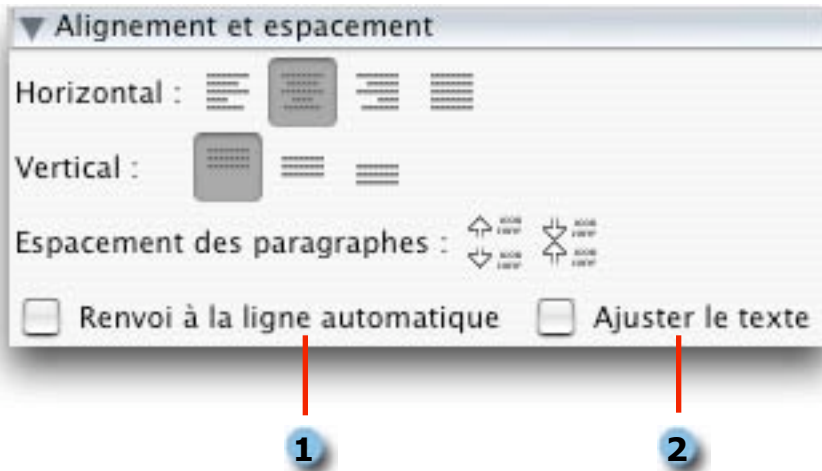 Alignement et espacement
Horizontal :
Vertical :
Espacement des paragraphes :
Renvoi à la ligne automatique Ajuster le texte
1 2